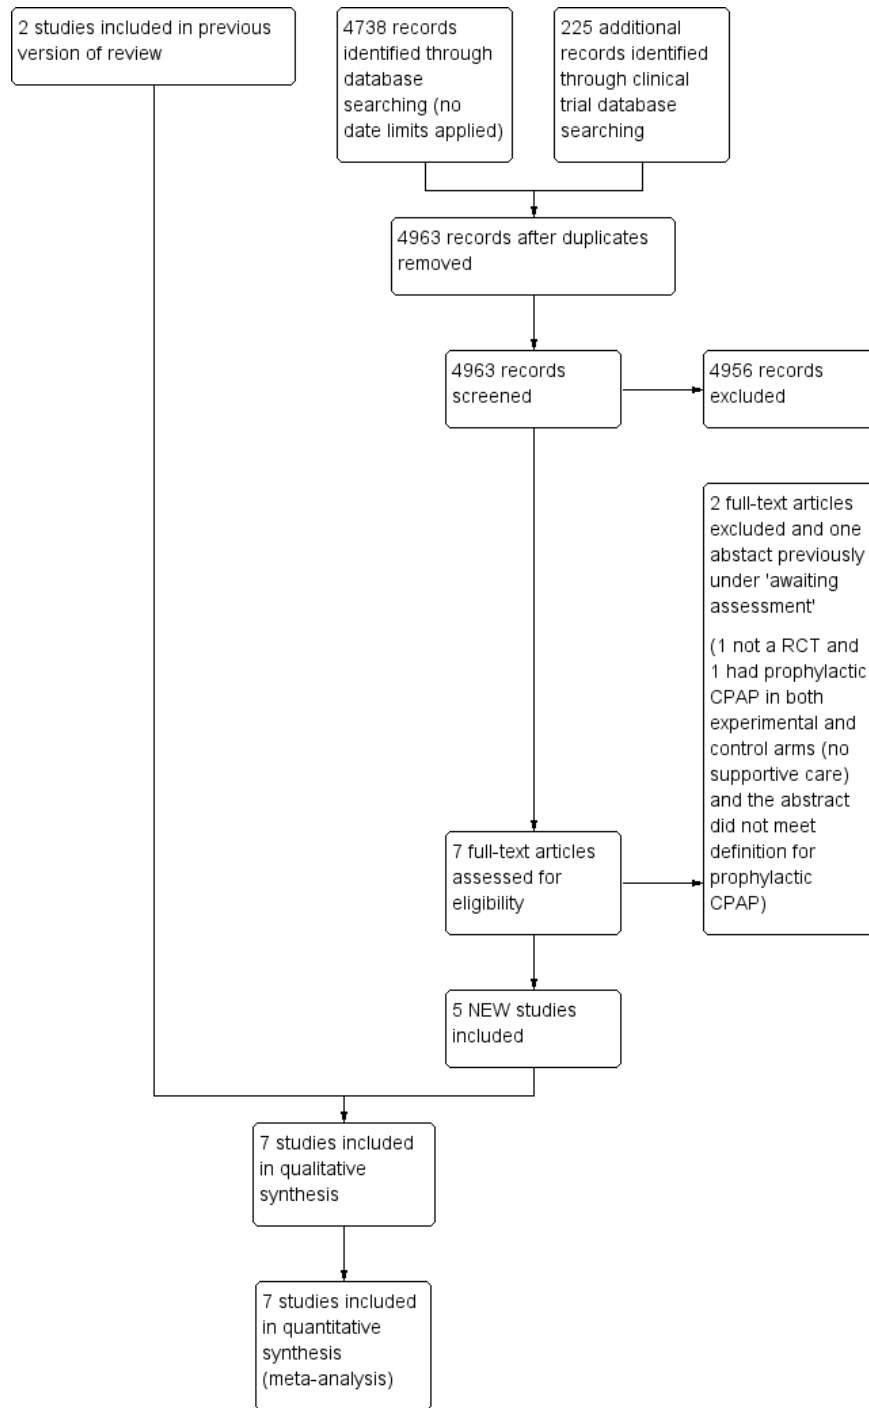 2 studies included in previous
version of review
4738 records
identified through
database
searching (no
date limits applied)
225 additional
records identified
through clinical
trial database
searching
4963 records after duplicates
removed
4963 records
screened
4956 records
excluded
2 full-text articles
excluded and one
abstact previously
under 'awaiting
assessment'
(1 not a RCT and
1 had prophylactic
CPAP in both
experimental and
control arms (no
supportive care)
and the abstract
did not meet
definition for
prophylactic
CPAP)
7 full-text articles
assessed for
eligibility
5 NEW studies
included
7 studies included
in qualitative
synthesis
7 studies included
in quantitative
synthesis
(meta-analysis)